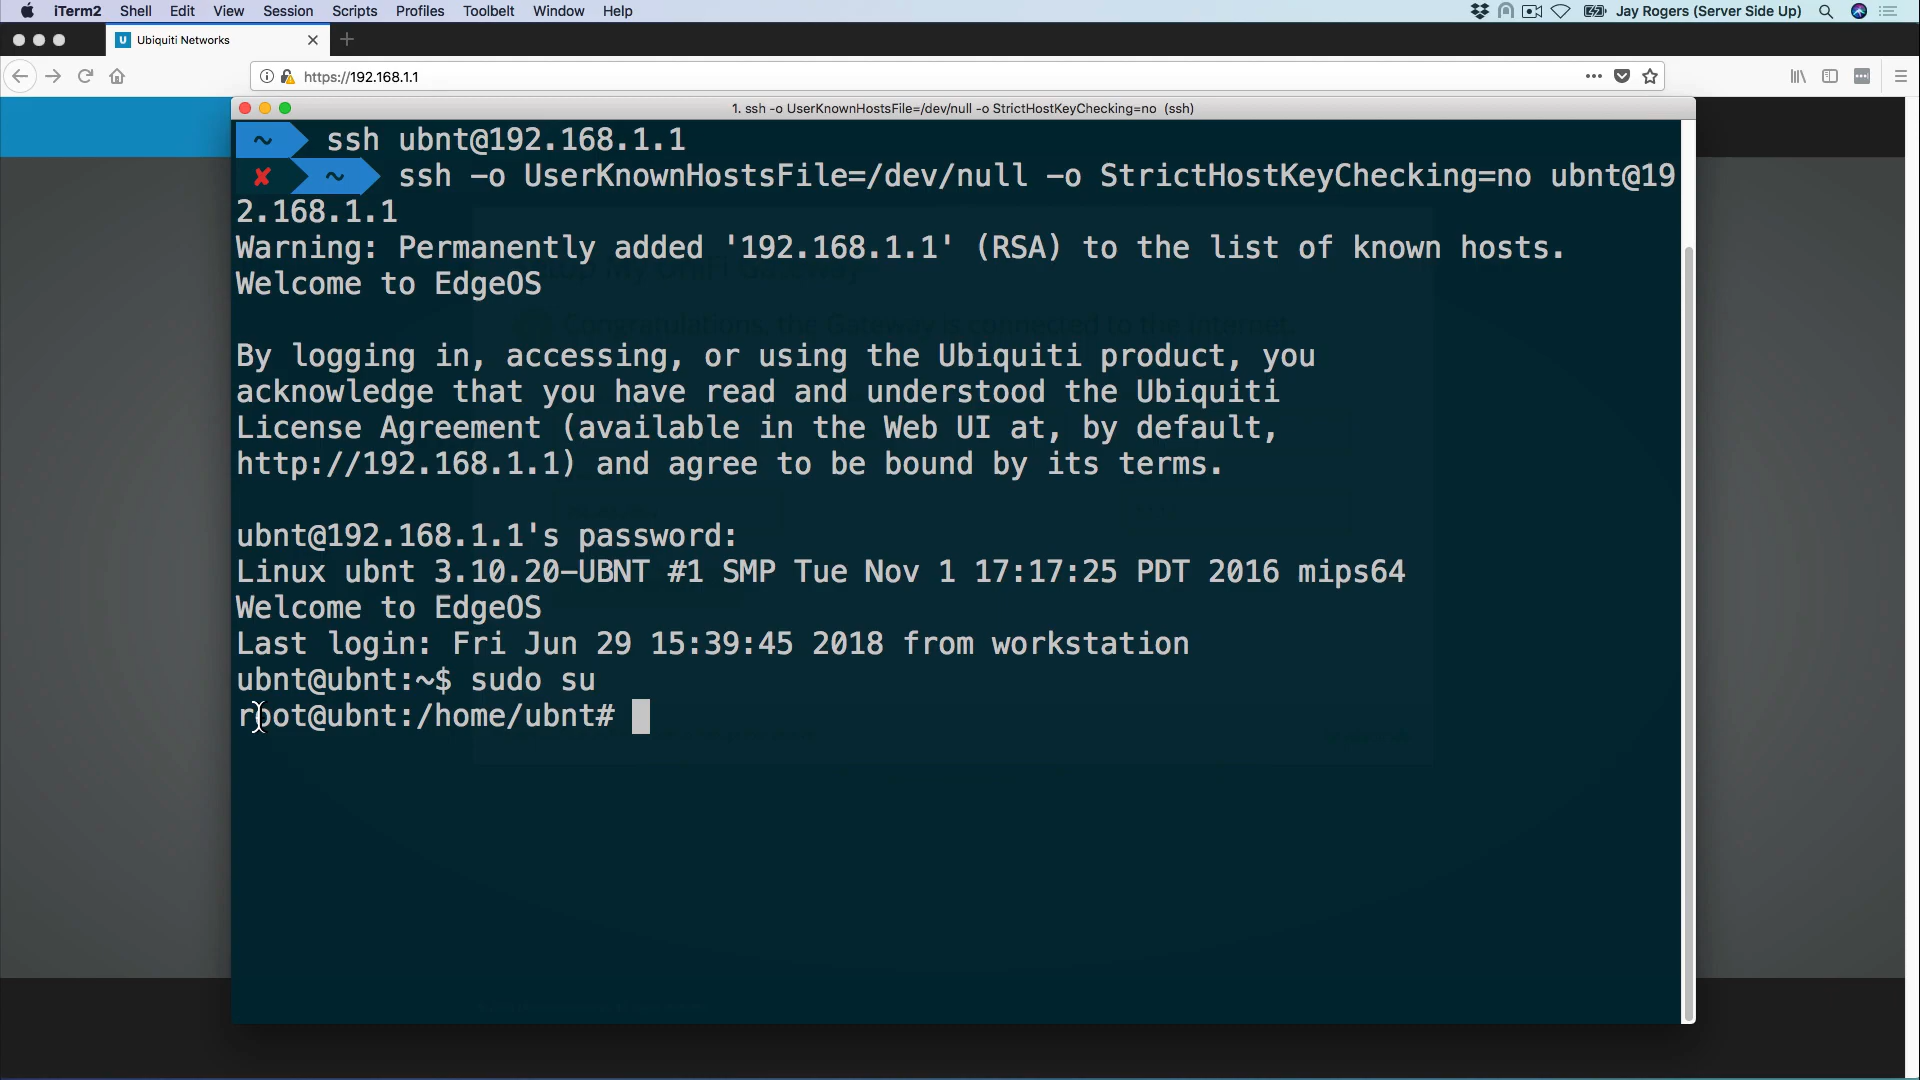 iTerm2 Shell Edit View Session Scripts Profiles Toolbelt Window Help Jay Rogers (Server Side Up)
Ubiquiti Networks
https://192.168.1.1
1. ssh -o UserKnownHostsFile=/dev/null -o StrictHostKeyChecking=no (ssh)
~ ssh ubnt@192.168.1.1
✘ ~ ssh -o UserKnownHostsFile=/dev/null -o StrictHostKeyChecking=no ubnt@19
2.168.1.1
Warning: Permanently added '192.168.1.1' (RSA) to the list of known hosts.
Welcome to EdgeOS
Congratulations, the Gateway is connected to the Internet.
By logging in, accessing, or using the Ubiquiti product, you
acknowledge that you have read and understood the Ubiquiti
License Agreement (available in the Web UI at, by default,
http://192.168.1.1) and agree to be bound by its terms.
ubnt@192.168.1.1's password:
Linux ubnt 3.10.20-UBNT #1 SMP Tue Nov 1 17:17:25 PDT 2016 mips64
Welcome to EdgeOS
Last login: Fri Jun 29 15:39:45 2018 from workstation
ubnt@ubnt:~$ sudo su
root@ubnt:/home/ubnt#